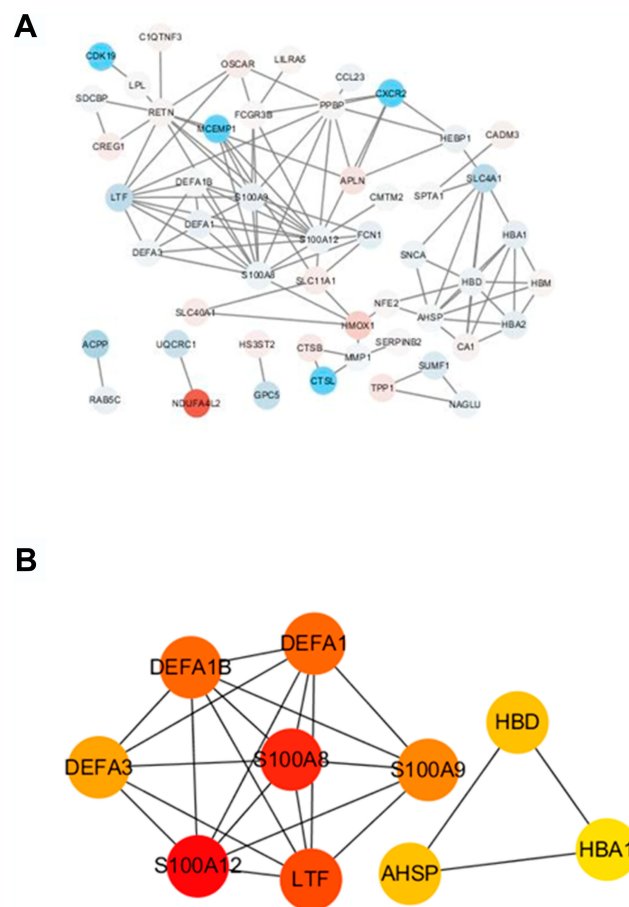 A
C1QTNF3
CDK19
OSCAR
LILRA5
CCL23
LPL
CXCR2
SDCBP
RETN
FCGR3B
PPBP
MCEMP1
HEBP1
CADM3
CREG1
APLN
SLC4A1
DEFA1B
LTF
S100A9
CMTM2
SPTA1
DEFA1
S100A12
FCN1
HBA1
DEFA3
SNCA
S100A8
SLC11A1
HBD
HBM
SLC40A1
NFE2
HMOX1
AHSP
HBA2
ACPP
UQCRC1
HS3ST2
CTSB
SERPINB2
CA1
MMP1
SUMF1
CTSL
TPP1
RAB5C
NDUFA4L2
GPC5
NAGLU
B
DEFA1
DEFA1B
HBD
S100A8
DEFA3
S100A9
S100A12
LTF
AHSP
HBA1